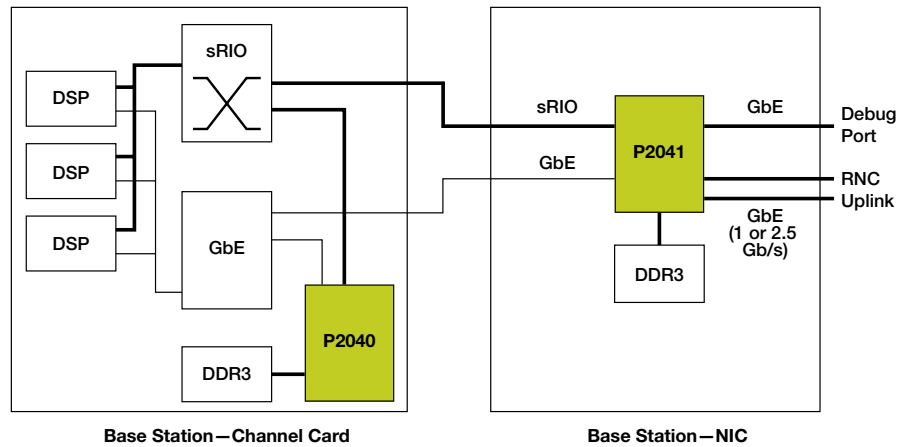 sRIO
DSP
DSP
DSP
GbE
P2040
DDR3
Base Station—Channel Card
sRIO
GbE
P2041
GbE
Debug
Port
RNC
Uplink
GbE
(1 or 2.5
Gb/s)
DDR3
Base Station—NIC